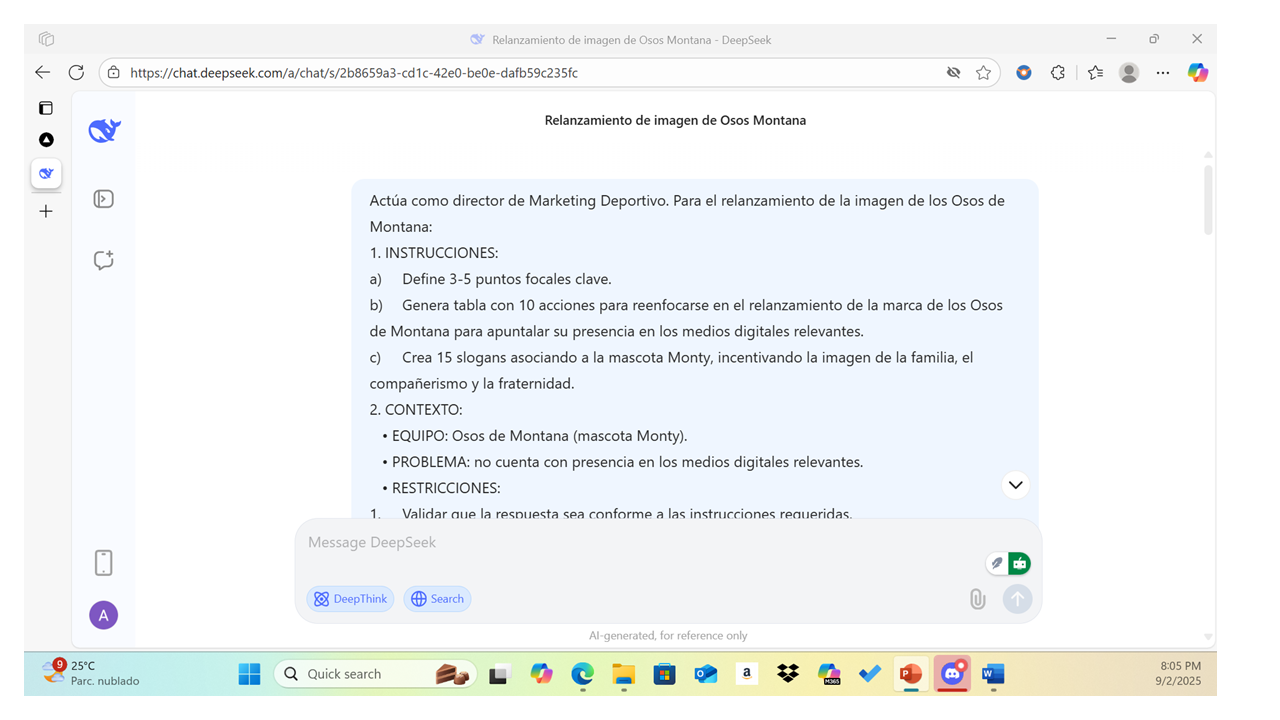 Relanzamiento de imagen de Osos Montana - DeepSeek
https://chat.deepseek.com/a/chat/s/2b8659a3-cd1c-42e0-be0e-dafb59c235fc
Relanzamiento de imagen de Osos Montana
Actúa como director de Marketing Deportivo. Para el relanzamiento de la imagen de los Osos de
Montana:
1. INSTRUCCIONES:
a) Define 3-5 puntos focales clave.
b) Genera tabla con 10 acciones para reenfocarse en el relanzamiento de la marca de los Osos
de Montana para apuntalar su presencia en los medios digitales relevantes.
c) Crea 15 slogans asociando a la mascota Monty, incentivando la imagen de la familia, el
compañerismo y la fraternidad.
2. CONTEXTO:
• EQUIPO: Osos de Montana (mascota Monty).
• PROBLEMA: no cuenta con presencia en los medios digitales relevantes.
• RESTRICCIONES:
1. Validar que la respuesta sea conforme a las instrucciones requeridas.
Message DeepSeek
DeepThink
Search
A
AI-generated, for reference only
9
25°C
Parc. nublado
Quick search
a
M365
8:05 PM
9/2/2025